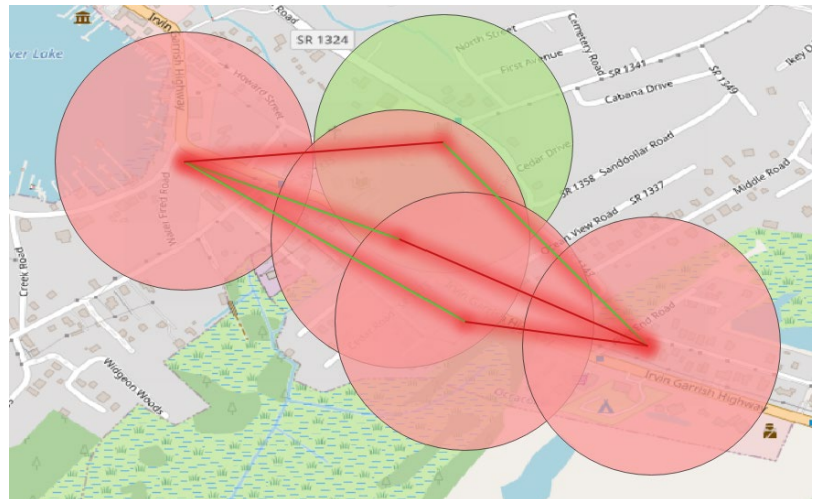 Irvin Garrish Highway
Road
SR 1324
North Street
Cemetery Road
First Avenue
SR 1341
SR 1349
Ikey D
ver Lake
Howard Street
Cabana Drive
Cedar Drive
SR 1358 Sanddollar Road
SR 1337
Middle Road
Ocean View Road
Creek Road
End Road
Widgeon Woods
Irvin Garrish Highway